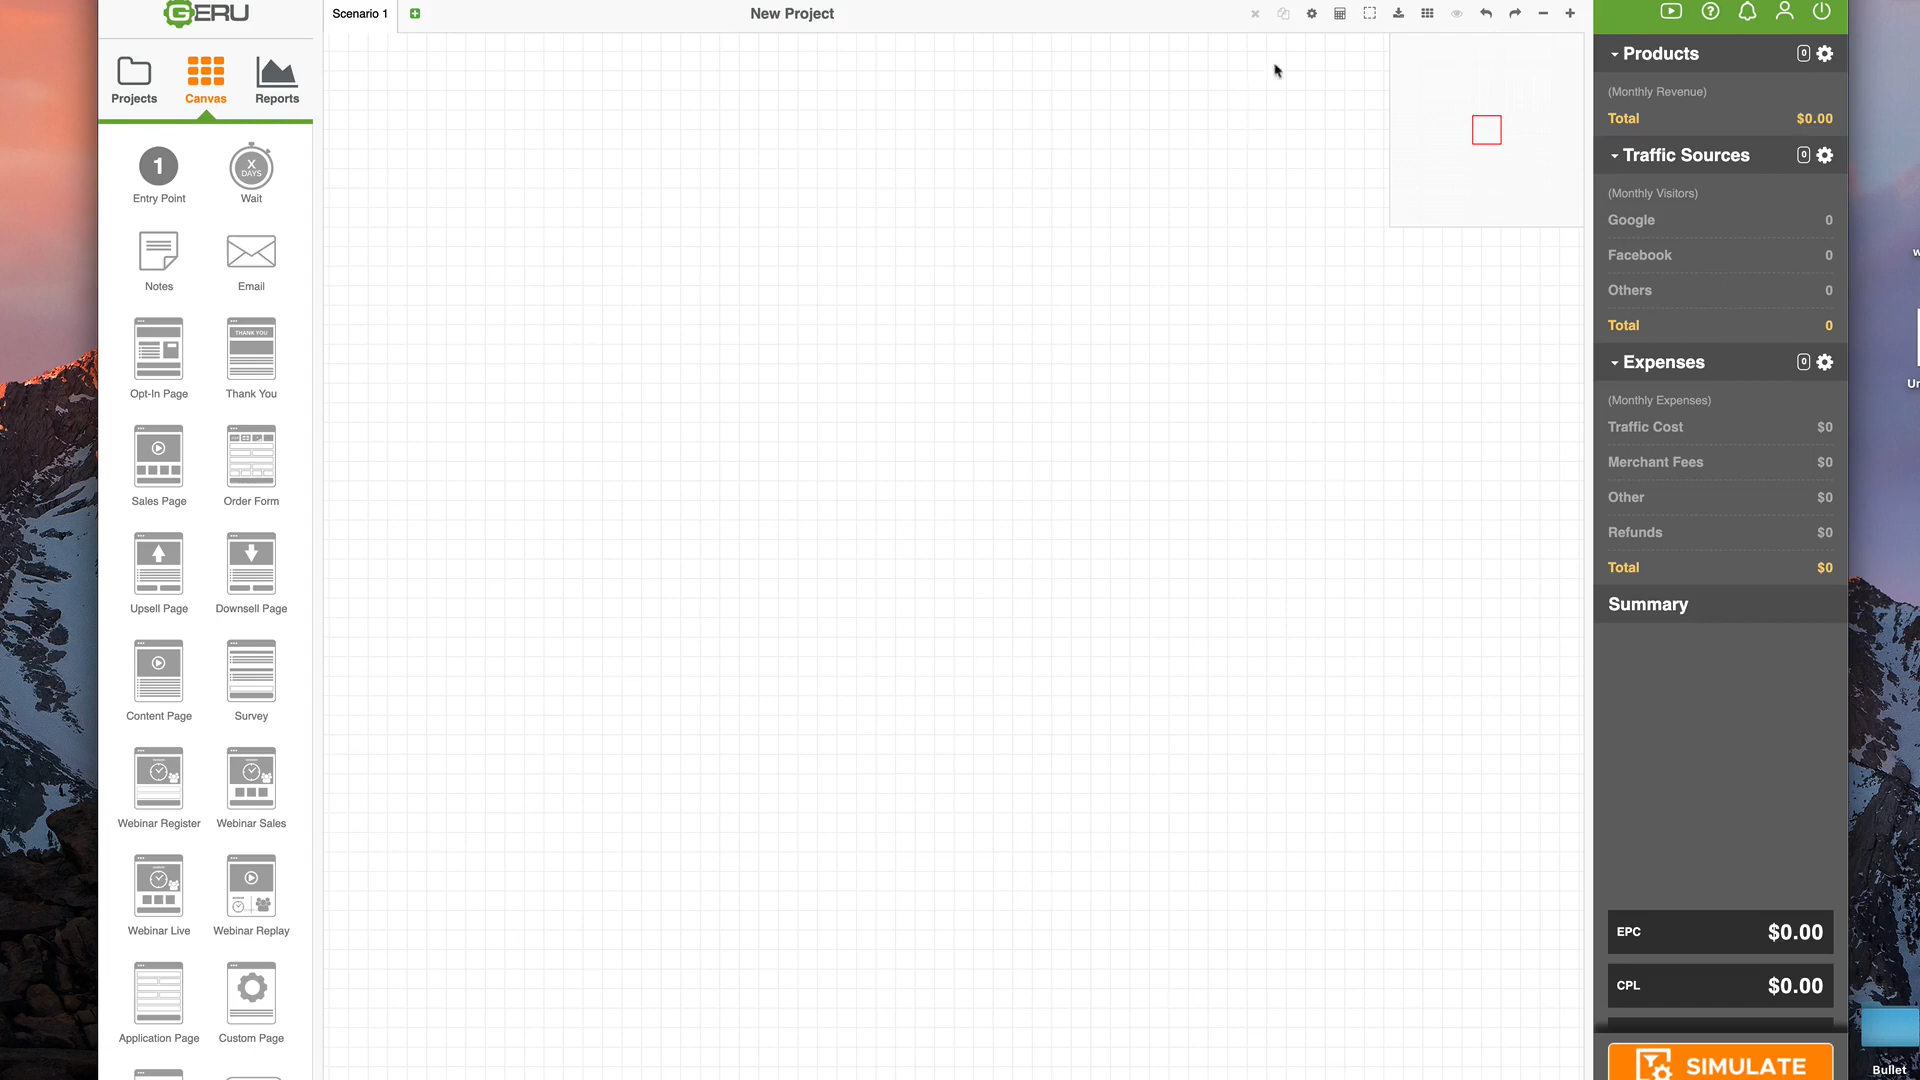 GERU
Scenario 1
New Project
Projects
Canvas
Reports
1
Entry Point
X
DAYS
Wait
Notes
Email
Opt-In Page
THANK YOU
Thank You
Sales Page
Order Form
Upsell Page
Downsell Page
Content Page
Survey
Webinar Register
Webinar Sales
Webinar Live
Webinar Replay
Application Page
Custom Page
Products
0
(Monthly Revenue)
Total $0.00
Traffic Sources
0
(Monthly Visitors)
Google 0
Facebook 0
Others 0
Total 0
Expenses
0
(Monthly Expenses)
Traffic Cost $0
Merchant Fees $0
Other $0
Refunds $0
Total $0
Summary
EPC $0.00
CPL $0.00
SIMULATE
Bullet